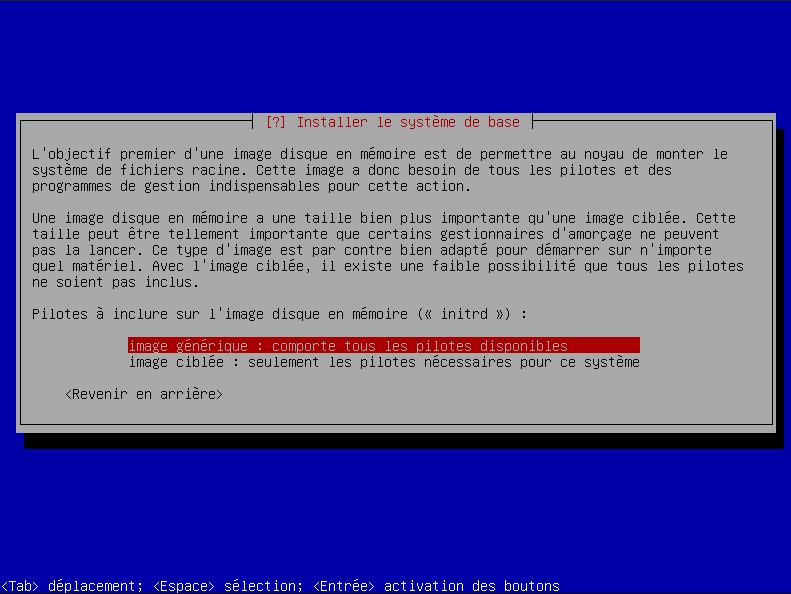 [?] Installer le système de base
L'objectif premier d'une image disque en mémoire est de permettre au noyau de monter le
système de fichiers racine. Cette image a donc besoin de tous les pilotes et des
programmes de gestion indispensables pour cette action.
Une image disque en mémoire a une taille bien plus importante qu'une image ciblée. Cette
taille peut être tellement importante que certains gestionnaires d'amorçage ne peuvent
pas la lancer. Ce type d'image est par contre bien adapté pour démarrer sur n'importe
quel matériel. Avec l'image ciblée, il existe une faible possibilité que tous les pilotes
ne soient pas inclus.
Pilotes à inclure sur l'image disque en mémoire (« initrd ») :
image générique : comporte tous les pilotes disponibles
image ciblée : seulement les pilotes nécessaires pour ce système
<Revenir en arrière>
<Tab> déplacement; <Espace> sélection; <Entrée> activation des boutons